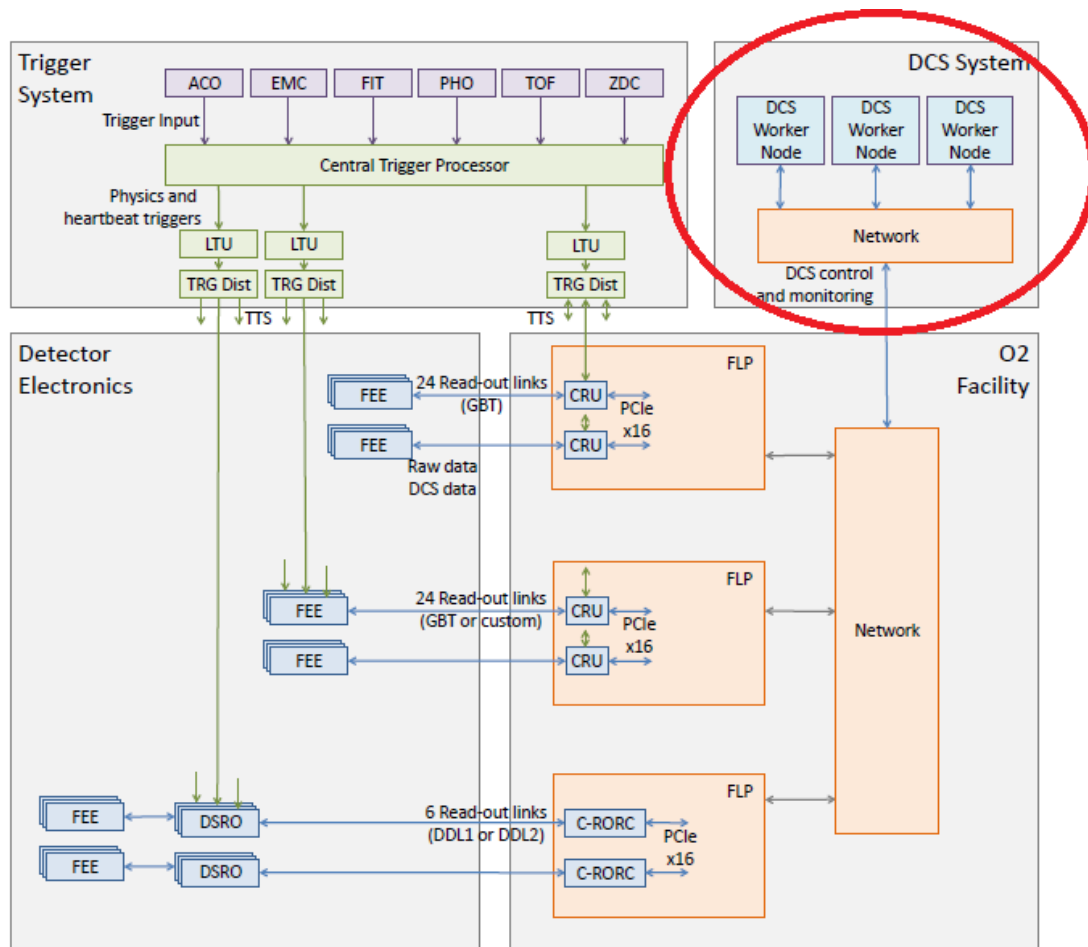 Trigger
System
ACO
EMC
FIT
PHO
TOF
ZDC
Trigger Input
Central Trigger Processor
Physics and
heartbeat triggers
LTU
LTU
LTU
TRG Dist
TRG Dist
TRG Dist
TTS
TTS
DCS System
DCS
Worker
Node
DCS
Worker
Node
DCS
Worker
Node
Network
DCS control
and monitoring
Detector
Electronics
O2
Facility
FEE
24 Read-out links
(GBT)
FEE
Raw data
DCS data
FLP
CRU
CRU
PCIe
x16
FEE
24 Read-out links
(GBT or custom)
FEE
FLP
CRU
CRU
PCIe
x16
Network
FEE
DSRO
6 Read-out links
(DDL1 or DDL2)
FEE
DSRO
FLP
C-RORC
C-RORC
PCIe
x16